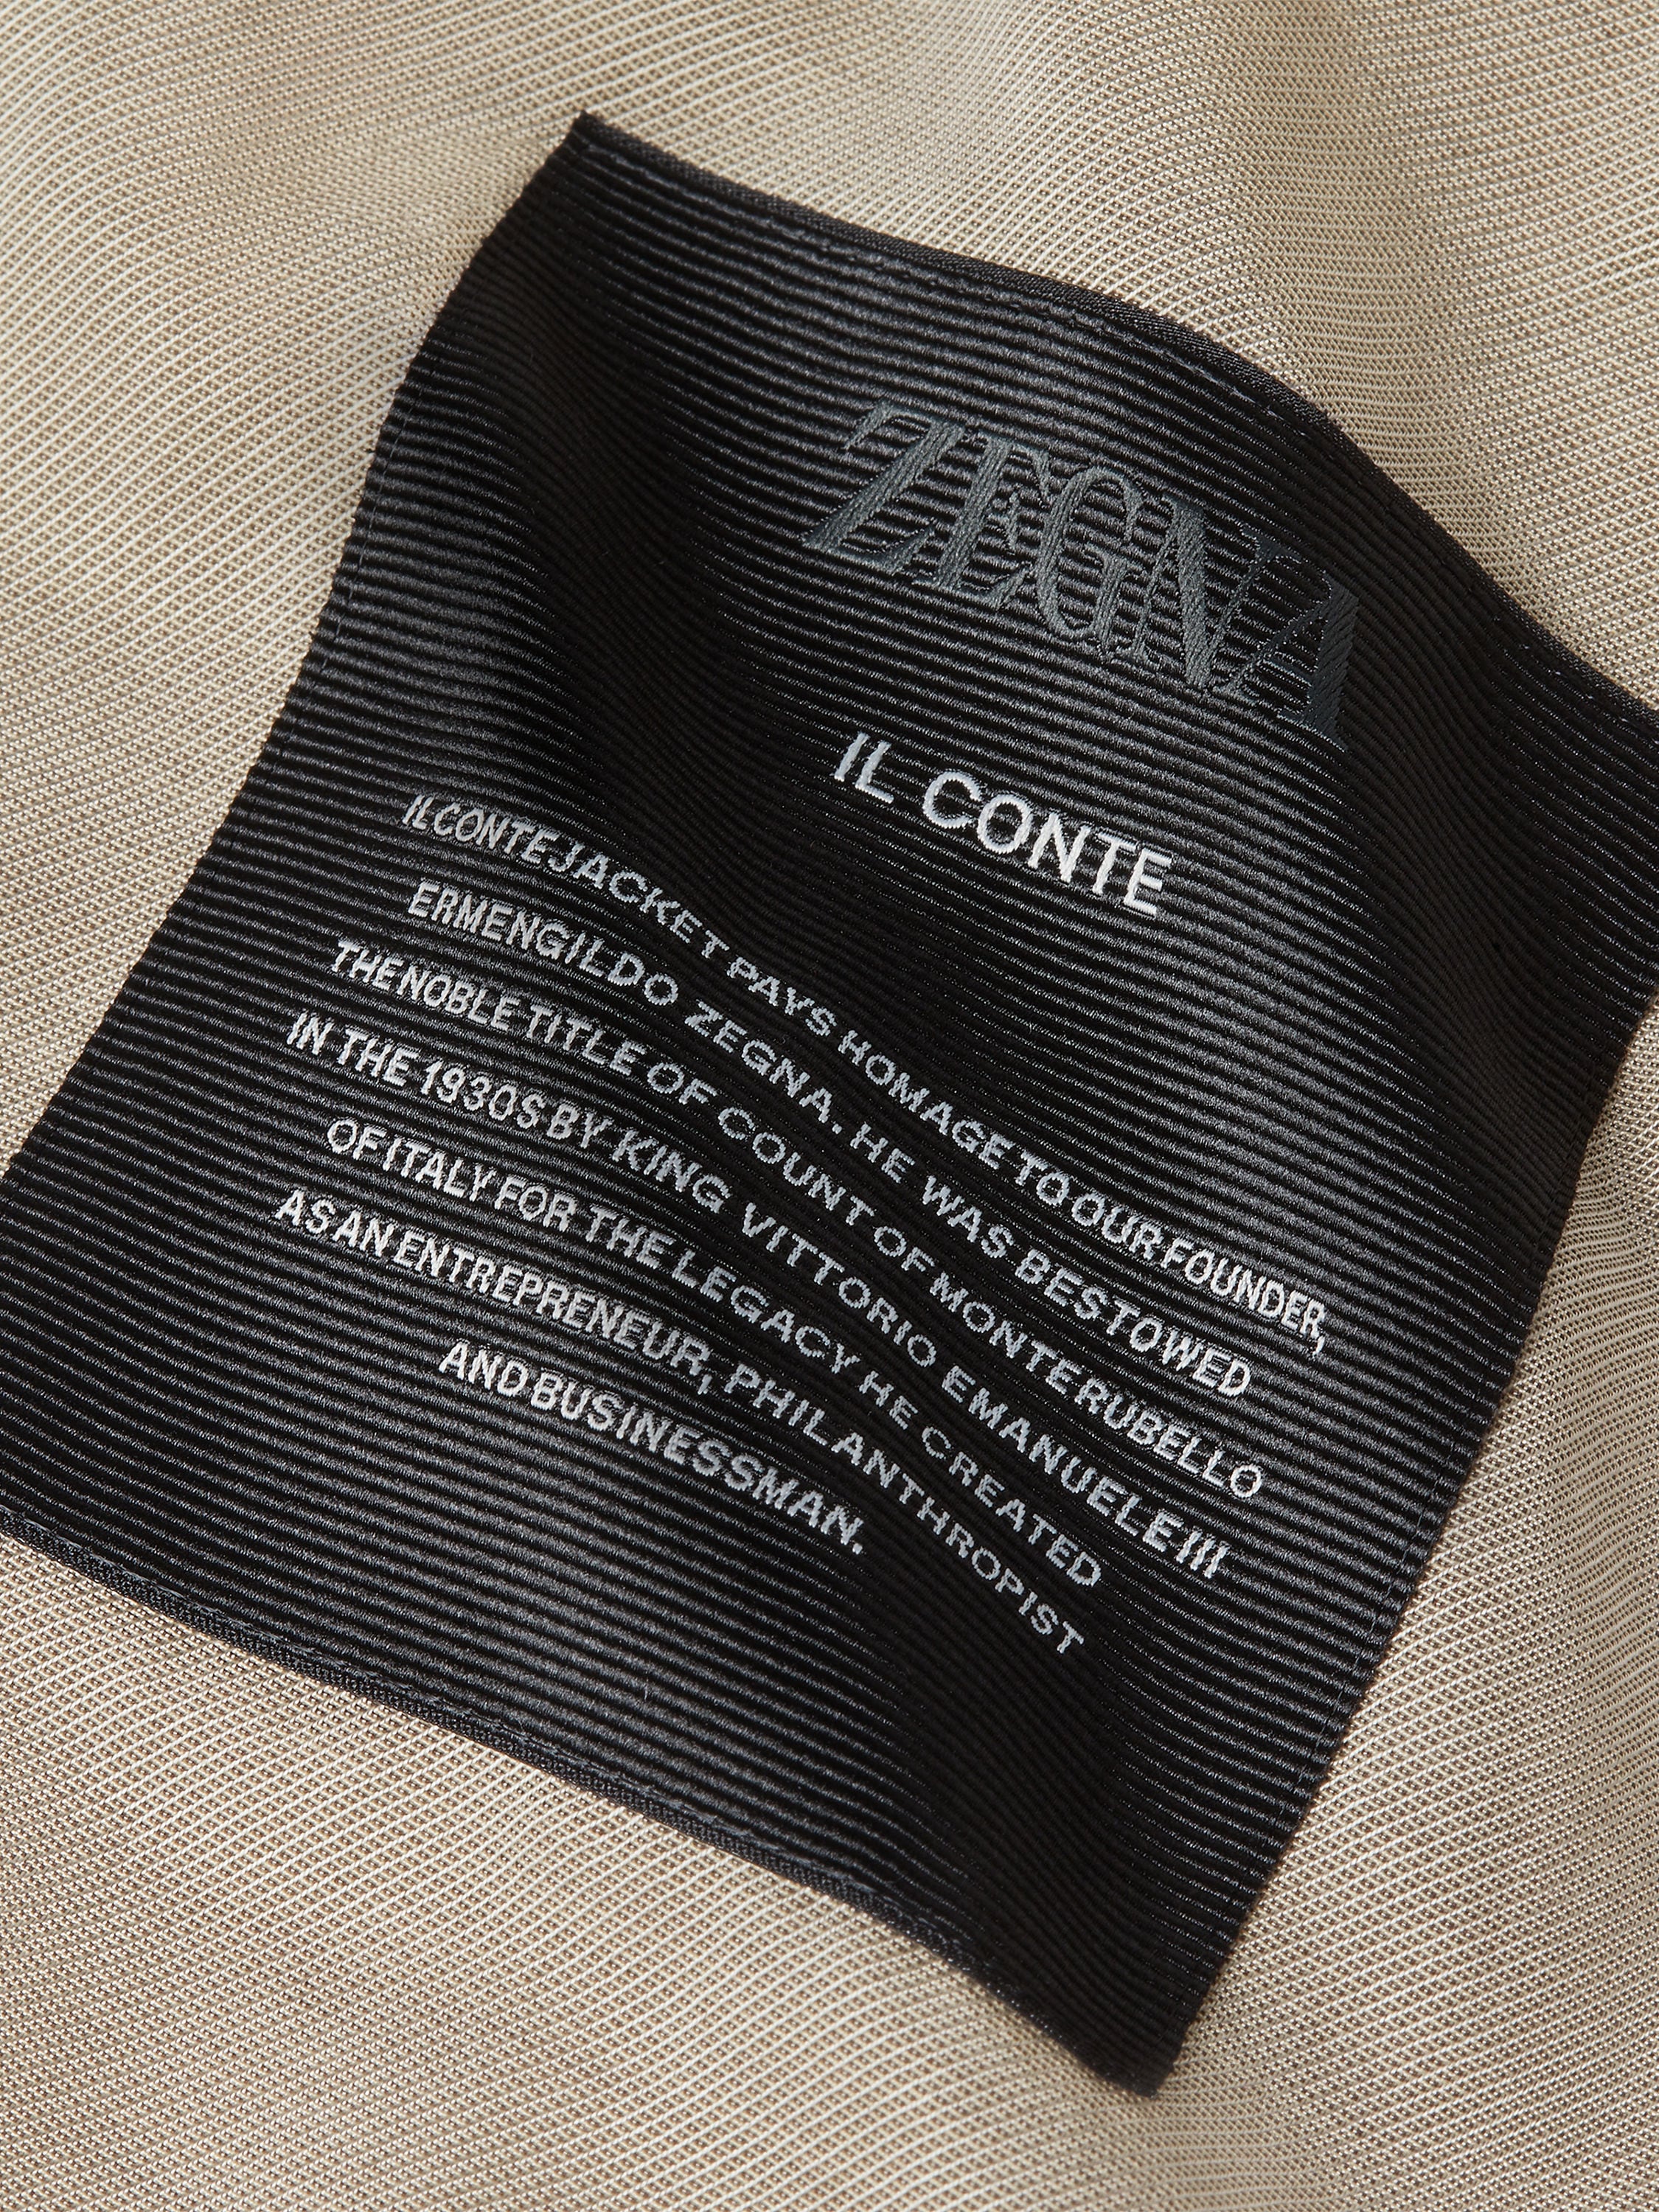 ZEGNA
IL CONTE
IL CONTE JACKET PAYS HOMAGE TO OUR FOUNDER,
ERMENGILDO ZEGNA. HE WAS BESTOWED
THE NOBLE TITLE OF COUNT OF MONTERUBELLO
IN THE 1930S BY KING VITTORIO EMANUELE III
OF ITALY FOR THE LEGACY HE CREATED
AS AN ENTREPRENEUR, PHILANTHROPIST
AND BUSINESSMAN.